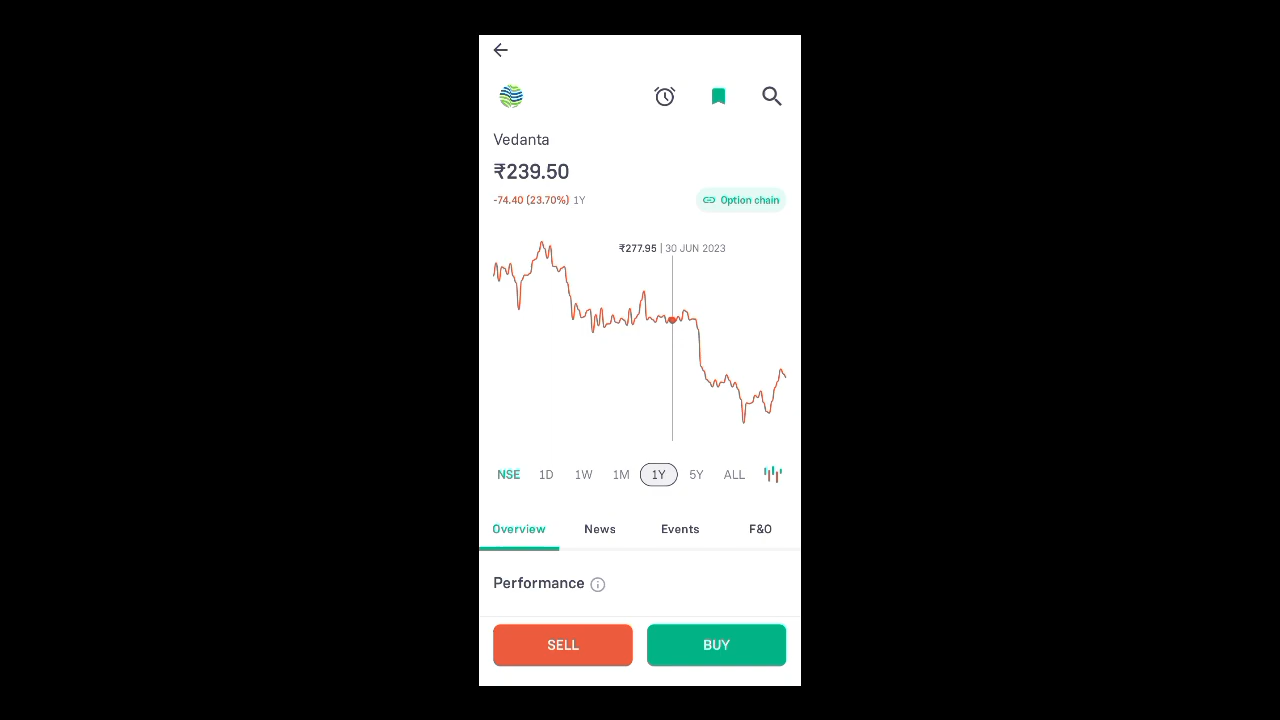 Vedanta
₹239.50
-74.40 (23.70%) 1Y
Option chain
₹277.95 | 30 JUN 2023
NSE 1D 1W 1M 1Y 5Y ALL
Overview News Events F&O
Performance
SELL BUY